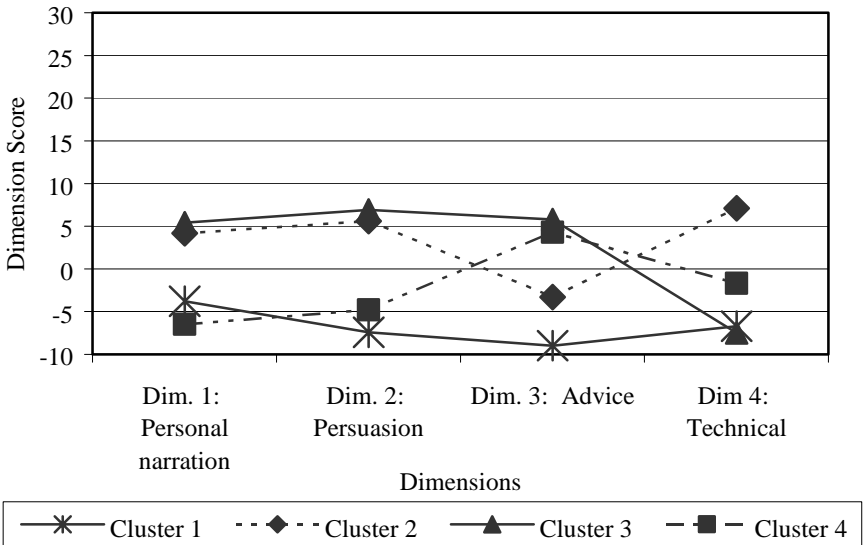 30
25
20
15
10
5
0
-5
-10
Dimension Score
Dim. 1:
Personal
narration
Dim. 2:
Persuasion
Dim. 3:  Advice
Dim 4:
Technical
Dimensions
Cluster 1
Cluster 2
Cluster 3
Cluster 4